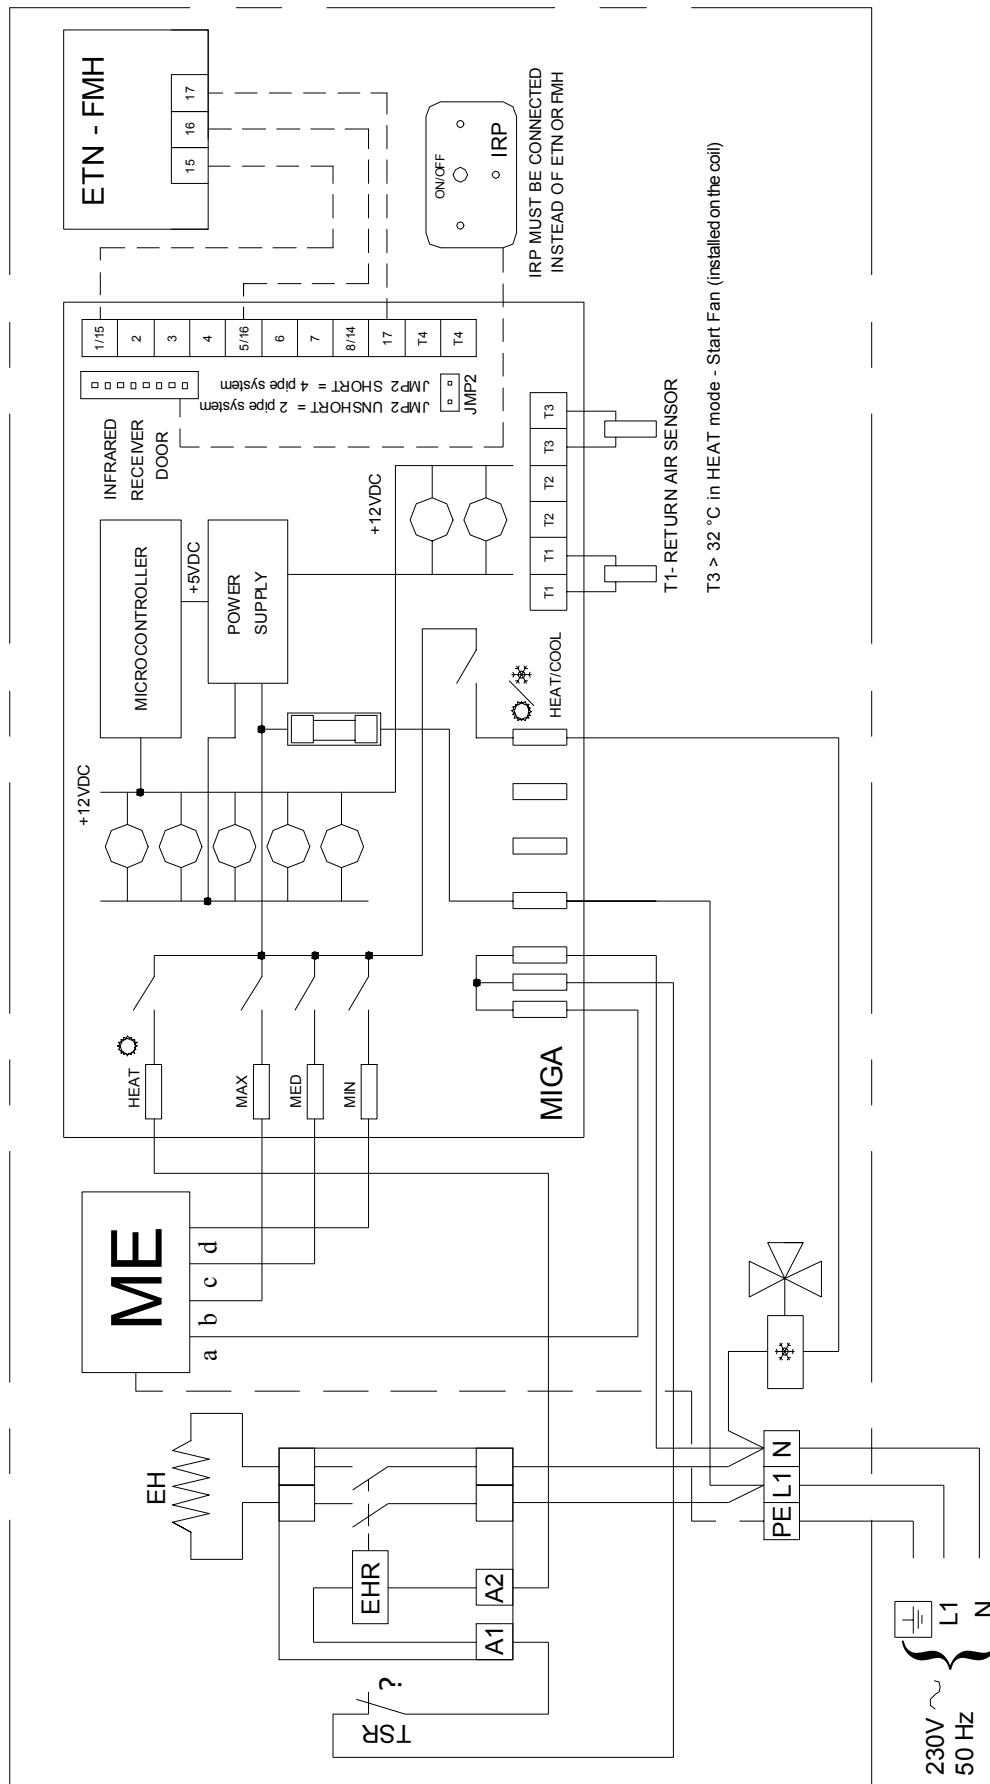 ETN - FMH
15
16
17
ON/OFF
IRP
IRP MUST BE CONNECTED
INSTEAD OF ETN OR FMH
1/15
2
3
4
5/16
6
7
8/14
17
T4
T4
JMP2 SHORT = 4 pipe system
JMP2 UNSHORT = 2 pipe system
JMP2
INFRARED
RECEIVER
DOOR
MICROCONTROLLER
+5VDC
POWER
SUPPLY
+12VDC
+12VDC
T1
T1
T2
T2
T3
T3
T1- RETURN AIR SENSOR
T3 > 32 °C in HEAT mode - Start Fan (installed on the coil)
HEAT/COOL
HEAT
MAX
MED
MIN
MIGA
ME
a
b
c
d
EH
EHR
A1
A2
TSR
?
PE
L1
N
230V ~
50 Hz
L1
N